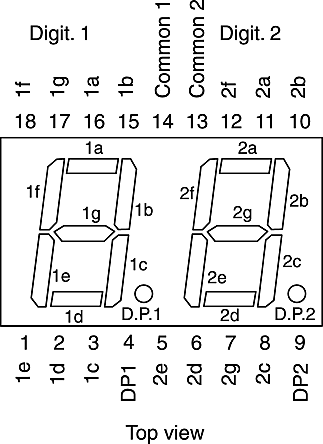 Digit. 1 Common 1 Common 2 Digit. 2
1f 1g 1a 1b 2f 2a 2b
18 17 16 15 14 13 12 11 10
1a 2a
1f 1b 2f 2b
1g 2g
1e 1c 2e 2c
1d D.P.1 2d D.P.2
1 2 3 4 5 6 7 8 9
1e 1d 1c DP1 2e 2d 2g 2c DP2
Top view